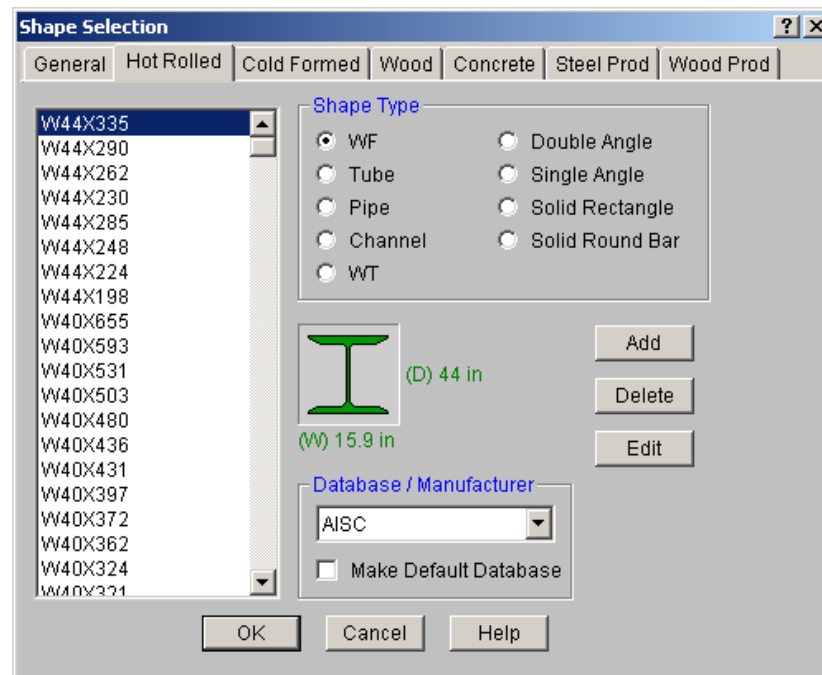 Shape Selection
General Hot Rolled Cold Formed Wood Concrete Steel Prod Wood Prod
W44X335
W44X290
W44X262
W44X230
W44X285
W44X248
W44X224
W44X198
W40X655
W40X593
W40X531
W40X503
W40X480
W40X436
W40X431
W40X397
W40X372
W40X362
W40X324
W40X321
Shape Type
WF
Tube
Pipe
Channel
WT
Double Angle
Single Angle
Solid Rectangle
Solid Round Bar
(D) 44 in
(W) 15.9 in
Add
Delete
Edit
Database / Manufacturer
AISC
Make Default Database
OK Cancel Help